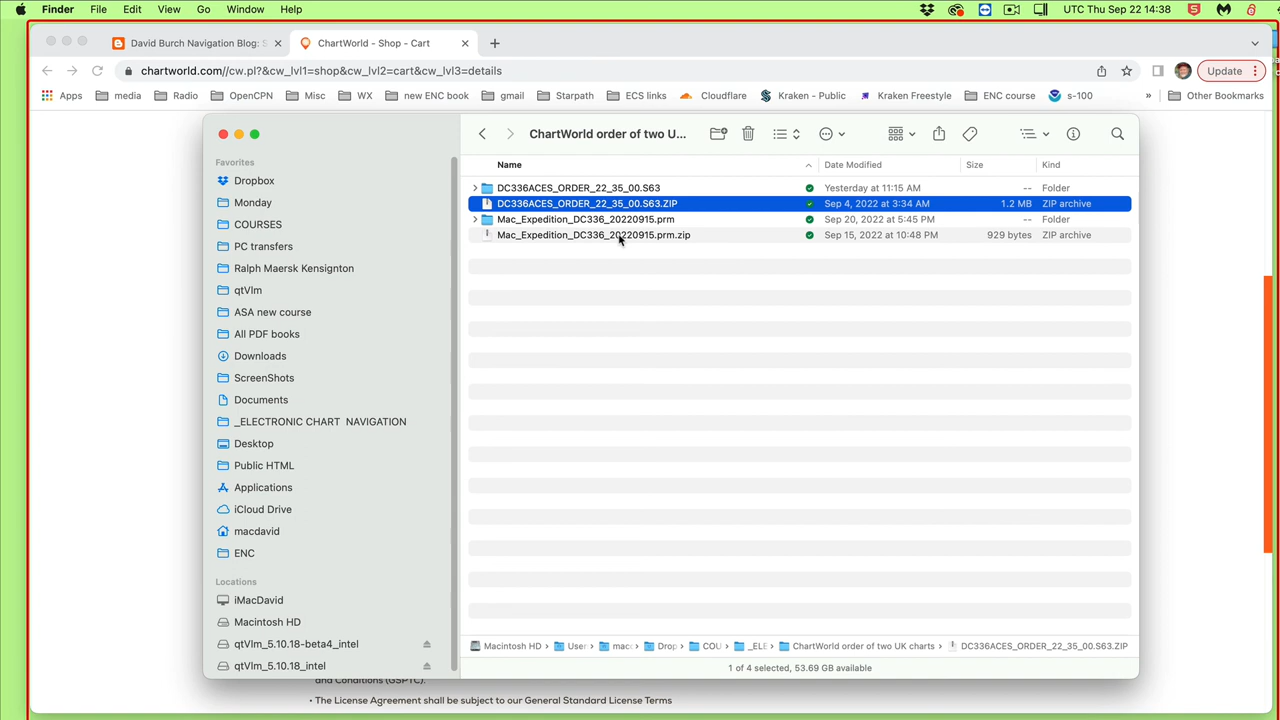 Finder File Edit View Go Window Help UTC Thu Sep 22 14:38
David Burch Navigation Blog: S
ChartWorld - Shop - Cart
chartworld.com//cw.pl?&cw_lvl1=shop&cw_lvl2=cart&cw_lvl3=details
Update
Apps media Radio OpenCPN Misc WX new ENC book gmail Starpath ECS links Cloudflare Kraken - Public Kraken Freestyle ENC course s-100 » Other Bookmarks
ChartWorld order of two U...
Favorites
Dropbox
Monday
COURSES
PC transfers
Ralph Maersk Kensignton
qtVlm
ASA new course
All PDF books
Downloads
ScreenShots
Documents
_ELECTRONIC CHART NAVIGATION
Desktop
Public HTML
Applications
iCloud Drive
macdavid
ENC
Locations
iMacDavid
Macintosh HD
qtVlm_5.10.18-beta4_intel
qtVlm_5.10.18_intel
Name Date Modified Size Kind
DC336ACES_ORDER_22_35_00.S63 Yesterday at 11:15 AM -- Folder
DC336ACES_ORDER_22_35_00.S63.ZIP Sep 4, 2022 at 3:34 AM 1.2 MB ZIP archive
Mac_Expedition_DC336_20220915.prm Sep 20, 2022 at 5:45 PM -- Folder
Mac_Expedition_DC336_20220915.prm.zip Sep 15, 2022 at 10:48 PM 929 bytes ZIP archive
Macintosh HD User macc Drop COU _ELE ChartWorld order of two UK charts DC336ACES_ORDER_22_35_00.S63.ZIP
1 of 4 selected, 53.69 GB available
and Conditions (GSPTC).
• The License Agreement shall be subject to our General Standard License Terms